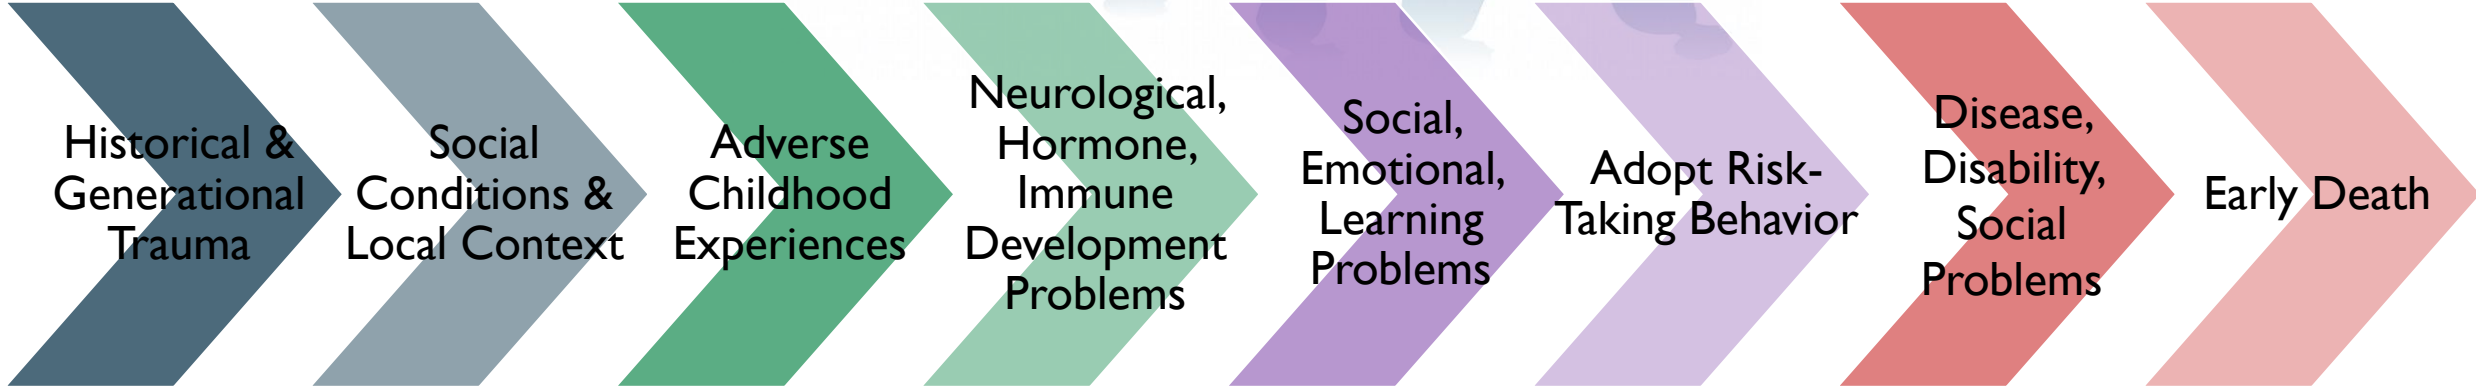 Historical &
Generational
Trauma
Social
Conditions &
Local Context
Adverse
Childhood
Experiences
Neurological,
Hormone,
Immune
Development
Problems
Social,
Emotional,
Learning
Problems
Adopt Risk-
Taking Behavior
Disease,
Disability,
Social
Problems
Early Death